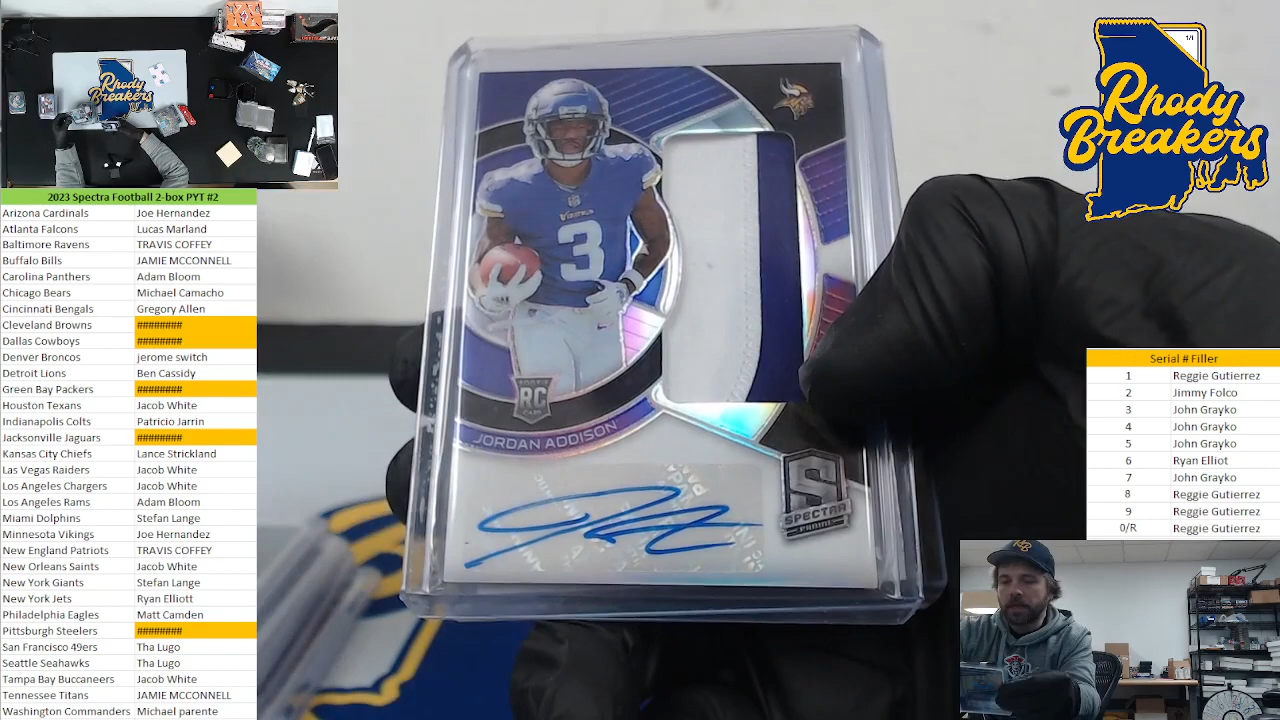 Rhody
Breakers
2023 Spectra Football 2-box PYT #2
Arizona Cardinals Joe Hernandez
Atlanta Falcons Lucas Marland
Baltimore Ravens TRAVIS COFFEY
Buffalo Bills JAMIE MCCONNELL
Carolina Panthers Adam Bloom
Chicago Bears Michael Camacho
Cincinnati Bengals Gregory Allen
Cleveland Browns ########
Dallas Cowboys ########
Denver Broncos jerome switch
Detroit Lions Ben Cassidy
Green Bay Packers ########
Houston Texans Jacob White
Indianapolis Colts Patricio Jarrin
Jacksonville Jaguars ########
Kansas City Chiefs Lance Strickland
Las Vegas Raiders Jacob White
Los Angeles Chargers Jacob White
Los Angeles Rams Adam Bloom
Miami Dolphins Stefan Lange
Minnesota Vikings Joe Hernandez
New England Patriots TRAVIS COFFEY
New Orleans Saints Jacob White
New York Giants Stefan Lange
New York Jets Ryan Elliott
Philadelphia Eagles Matt Camden
Pittsburgh Steelers ########
San Francisco 49ers Tha Lugo
Seattle Seahawks Tha Lugo
Tampa Bay Buccaneers Jacob White
Tennessee Titans JAMIE MCCONNELL
Washington Commanders Michael parente
VIKINGS
3
ROOKIE
RC
CARD
JORDAN ADDISON
S
SPECTRA
PANINI
1/1
Rhody
Breakers
Serial # Filler
1 Reggie Gutierrez
2 Jimmy Folco
3 John Grayko
4 John Grayko
5 John Grayko
6 Ryan Elliot
7 John Grayko
8 Reggie Gutierrez
9 Reggie Gutierrez
0/R Reggie Gutierrez